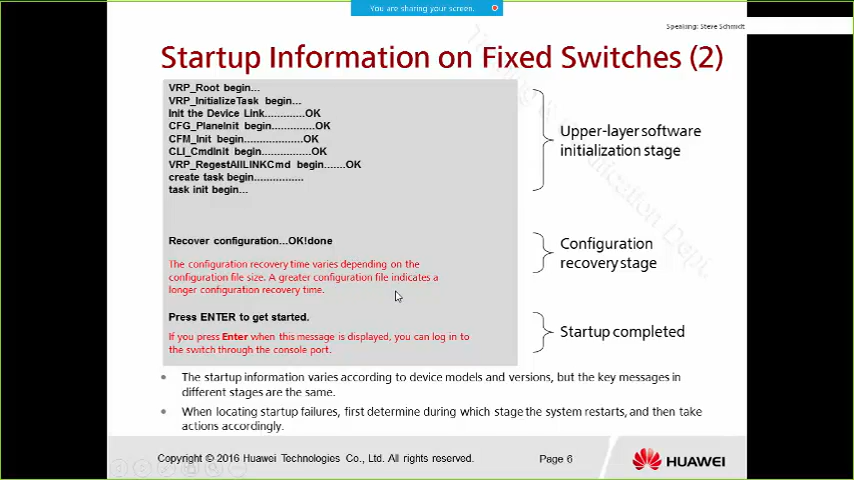 You are sharing your screen.
Speaking: Steve Schmidt
Startup Information on Fixed Switches (2)
VRP_Root begin...
VRP_InitializeTask begin...
Init the Device Link.............OK
CFG_PlaneInit begin..............OK
CFM_Init begin....................OK
CLI_CmdInit begin.................OK
VRP_RegestAllLINKCmd begin.......OK
create task begin................
task init begin...
Upper-layer software
initialization stage
Recover configuration...OK!done
The configuration recovery time varies depending on the
configuration file size. A greater configuration file indicates a
longer configuration recovery time.
Configuration
recovery stage
Press ENTER to get started.
If you press Enter when this message is displayed, you can log in to
the switch through the console port.
Startup completed
• The startup information varies according to device models and versions, but the key messages in
different stages are the same.
• When locating startup failures, first determine during which stage the system restarts, and then take
actions accordingly.
Copyright © 2016 Huawei Technologies Co., Ltd. All rights reserved.
Page 6
HUAWEI